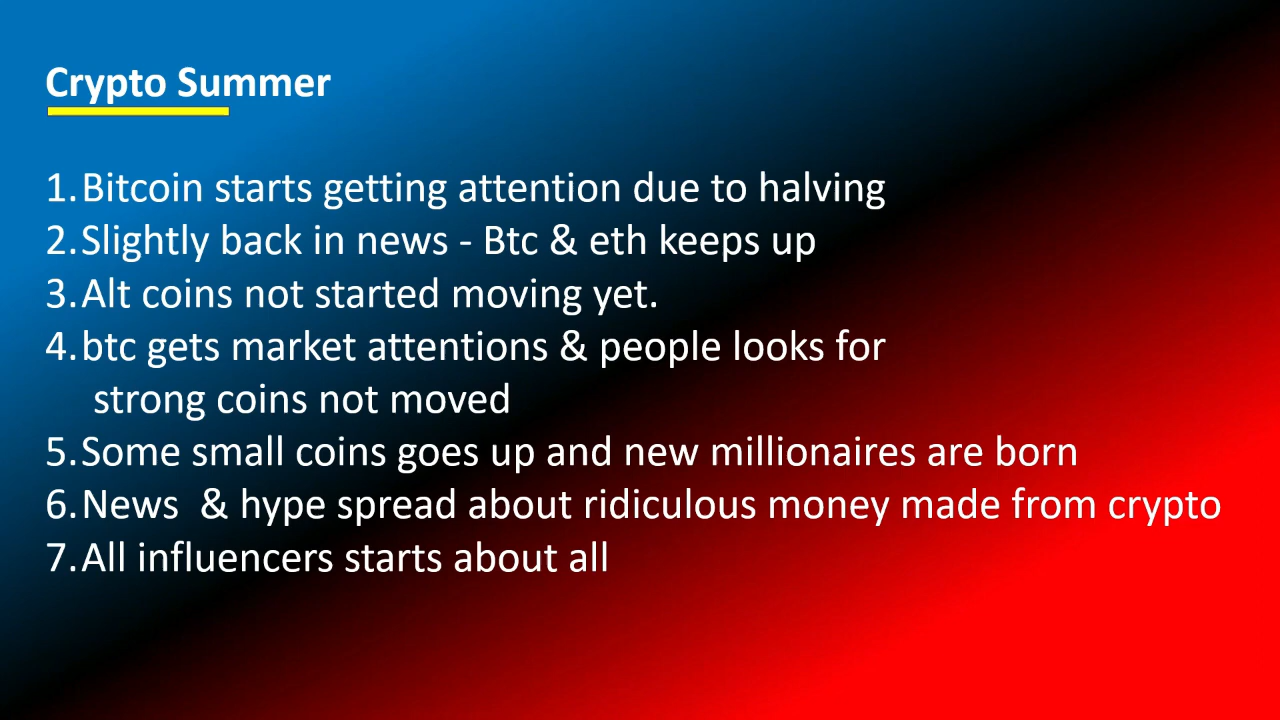 Crypto Summer
1.Bitcoin starts getting attention due to halving
2.Slightly back in news - Btc & eth keeps up
3.Alt coins not started moving yet.
4.btc gets market attentions & people looks for
strong coins not moved
5.Some small coins goes up and new millionaires are born
6.News  & hype spread about ridiculous money made from crypto
7.All influencers starts about all